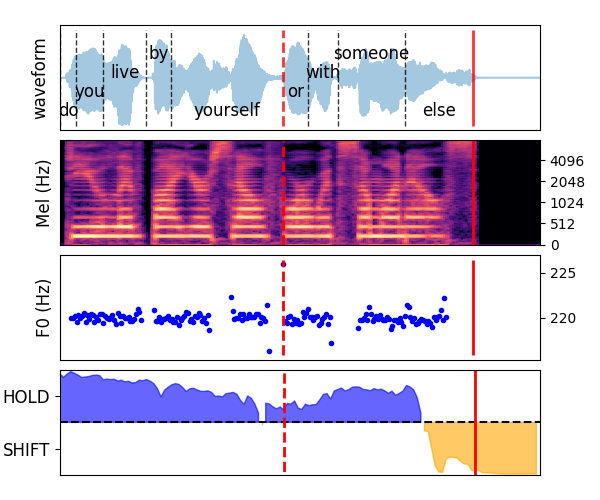 waveform
do
you
live
by
yourself
or
with
someone
else
Mel (Hz)
4096
2048
1024
512
0
F0 (Hz)
225
220
HOLD
SHIFT